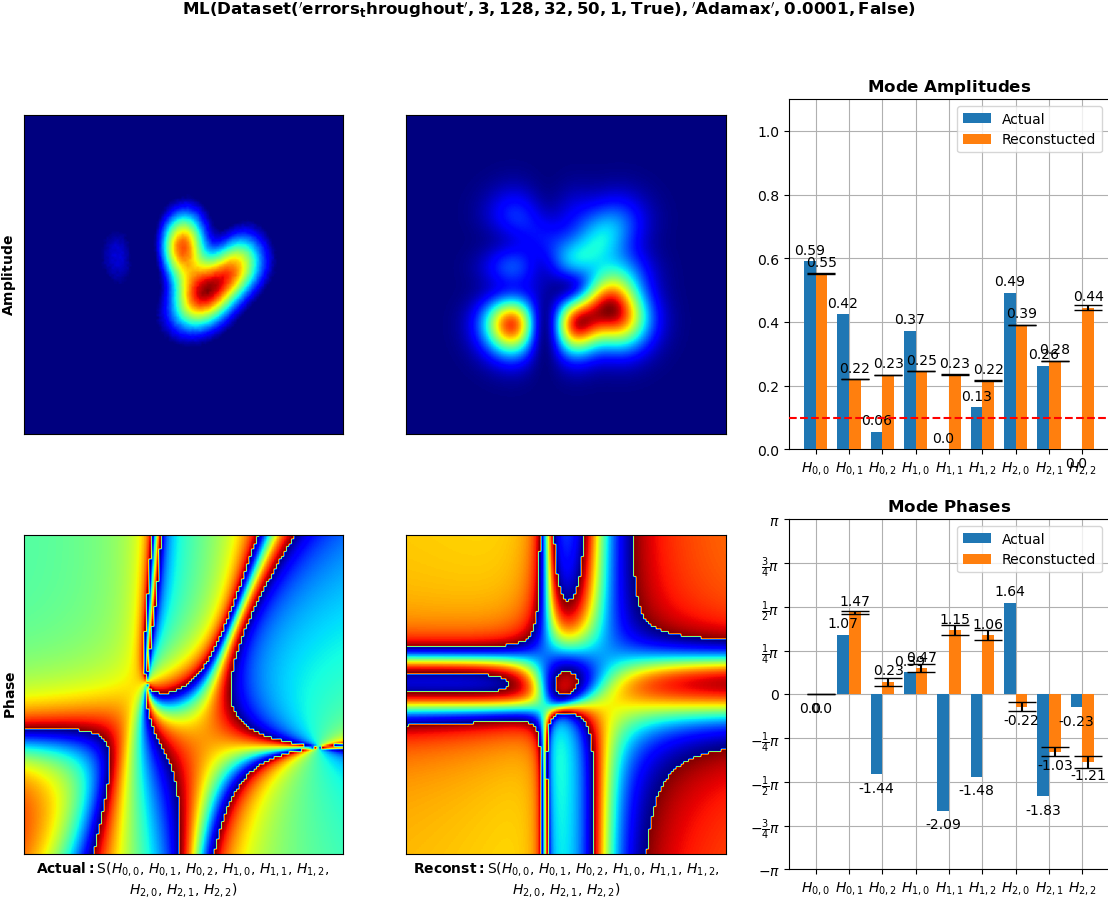 ML(Dataset('errors_throughout', 3, 128, 32, 50, 1, True), 'Adamax', 0.0001, False)
Amplitude
Mode Amplitudes
Actual
Reconstucted
1.0
0.8
0.6
0.4
0.2
0.0
0.59
0.55
0.42
0.22
0.06
0.23
0.37
0.25
0.0
0.23
0.13
0.22
0.49
0.39
0.26
0.28
0.0
0.44
H0,0 H0,1 H0,2 H1,0 H1,1 H1,2 H2,0 H2,1 H2,2
Phase
Mode Phases
Actual
Reconstucted
π
3/4π
1/2π
1/4π
0
−1/4π
−1/2π
−3/4π
−π
0.0
0.0
1.07
1.47
-1.44
0.23
0.39
0.47
-2.09
1.15
-1.48
1.06
1.64
-0.22
-1.83
-1.03
-0.23
-1.21
H0,0 H0,1 H0,2 H1,0 H1,1 H1,2 H2,0 H2,1 H2,2
Actual: S(H0,0, H0,1, H0,2, H1,0, H1,1, H1,2,
H2,0, H2,1, H2,2)
Reconst: S(H0,0, H0,1, H0,2, H1,0, H1,1, H1,2,
H2,0, H2,1, H2,2)